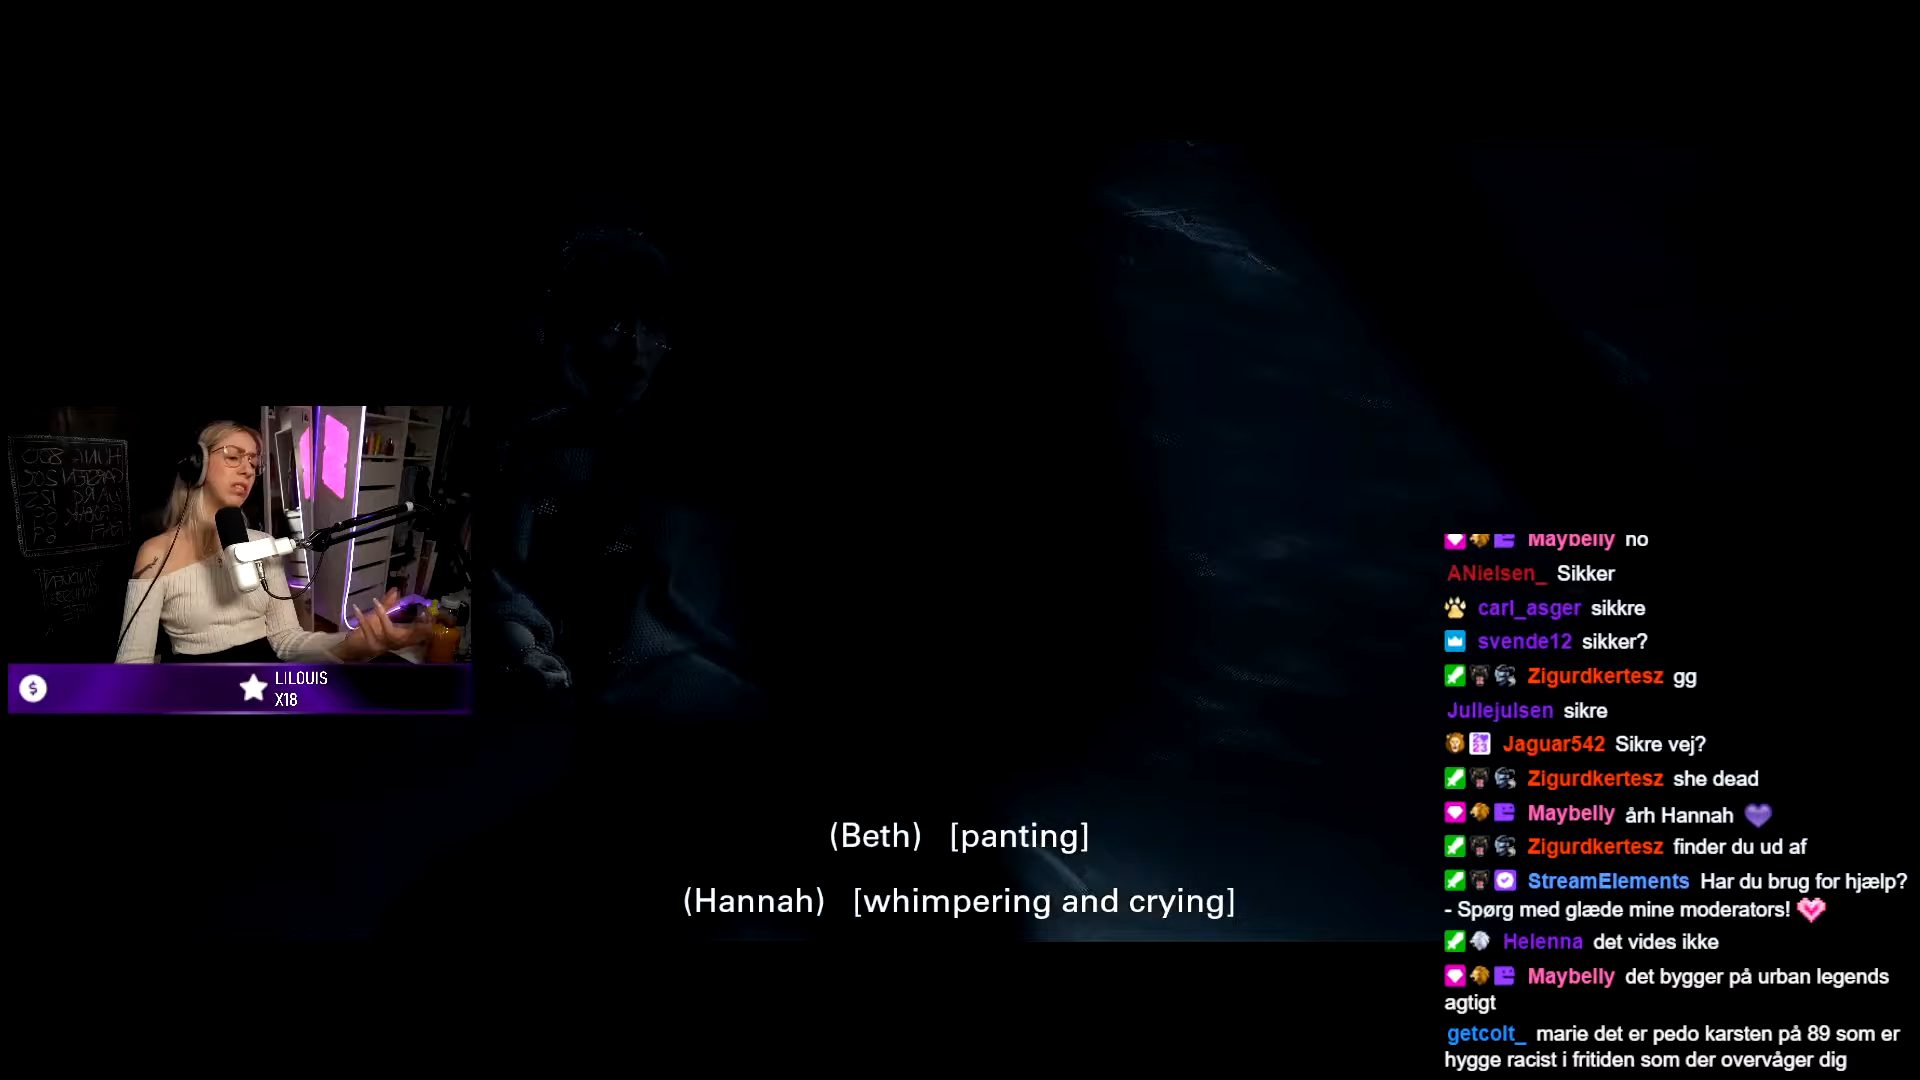 LILOUIS
X18
(Beth) [panting]
(Hannah) [whimpering and crying]
Maybelly no
ANielsen_ Sikker
carl_asger sikkre
svende12 sikker?
Zigurdkertesz gg
Jullejulsen sikre
Jaguar542 Sikre vej?
Zigurdkertesz she dead
Maybelly årh Hannah
Zigurdkertesz finder du ud af
StreamElements Har du brug for hjælp?
- Spørg med glæde mine moderators!
Helenna det vides ikke
Maybelly det bygger på urban legends
agtigt
getcolt_ marie det er pedo karsten på 89 som er
hygge racist i fritiden som der overvåger dig